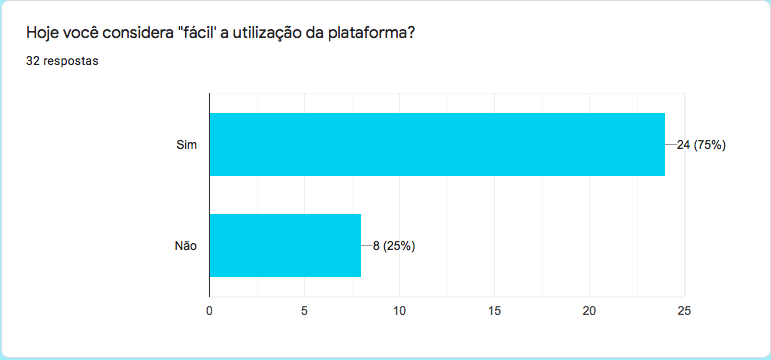 Hoje você considera "fácil' a utilização da plataforma?
32 respostas
Sim
24 (75%)
Não
8 (25%)
0 5 10 15 20 25